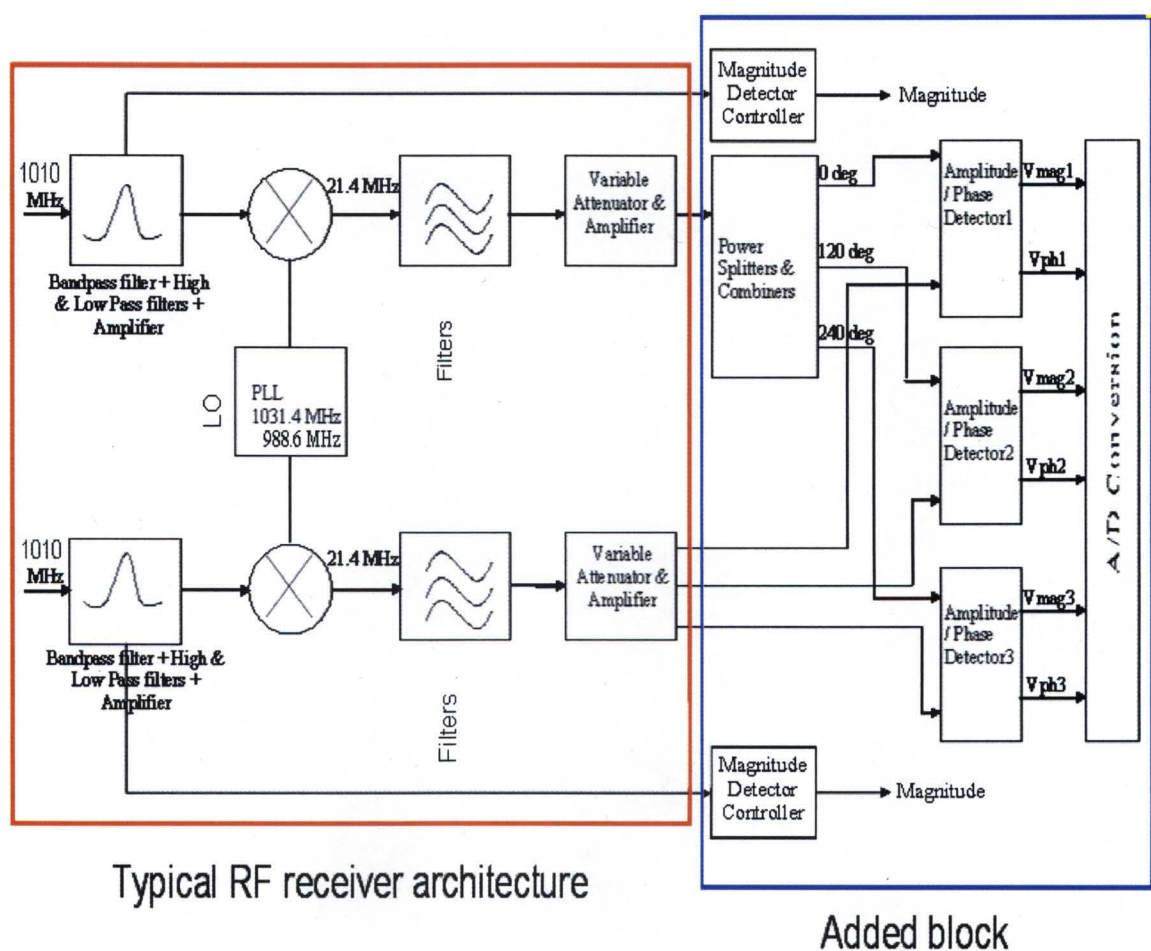 Magnitude
Detector
Controller
Magnitude
1010
MHz
Bandpass filter + High
& Low Pass filters +
Amplifier
21.4 MHz
Filters
Variable
Attenuator &
Amplifier
Power
Splitters &
Combiners
0 deg
120 deg
240 deg
Amplitude
/ Phase
Detector1
Vmag1
Vph1
LO
PLL
1031.4 MHz
988.6 MHz
Amplitude
/ Phase
Detector2
Vmag2
Vph2
A/D Conversion
1010
MHz
Bandpass filter + High &
Low Pass filters +
Amplifier
21.4 MHz
Filters
Variable
Attenuator &
Amplifier
Amplitude
/ Phase
Detector3
Vmag3
Vph3
Magnitude
Detector
Controller
Magnitude
Typical RF receiver architecture
Added block